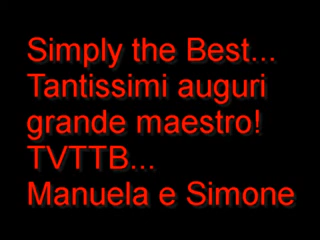 Simply the Best...
Tantissimi auguri
grande maestro!
TVTTB...
Manuela e Simone